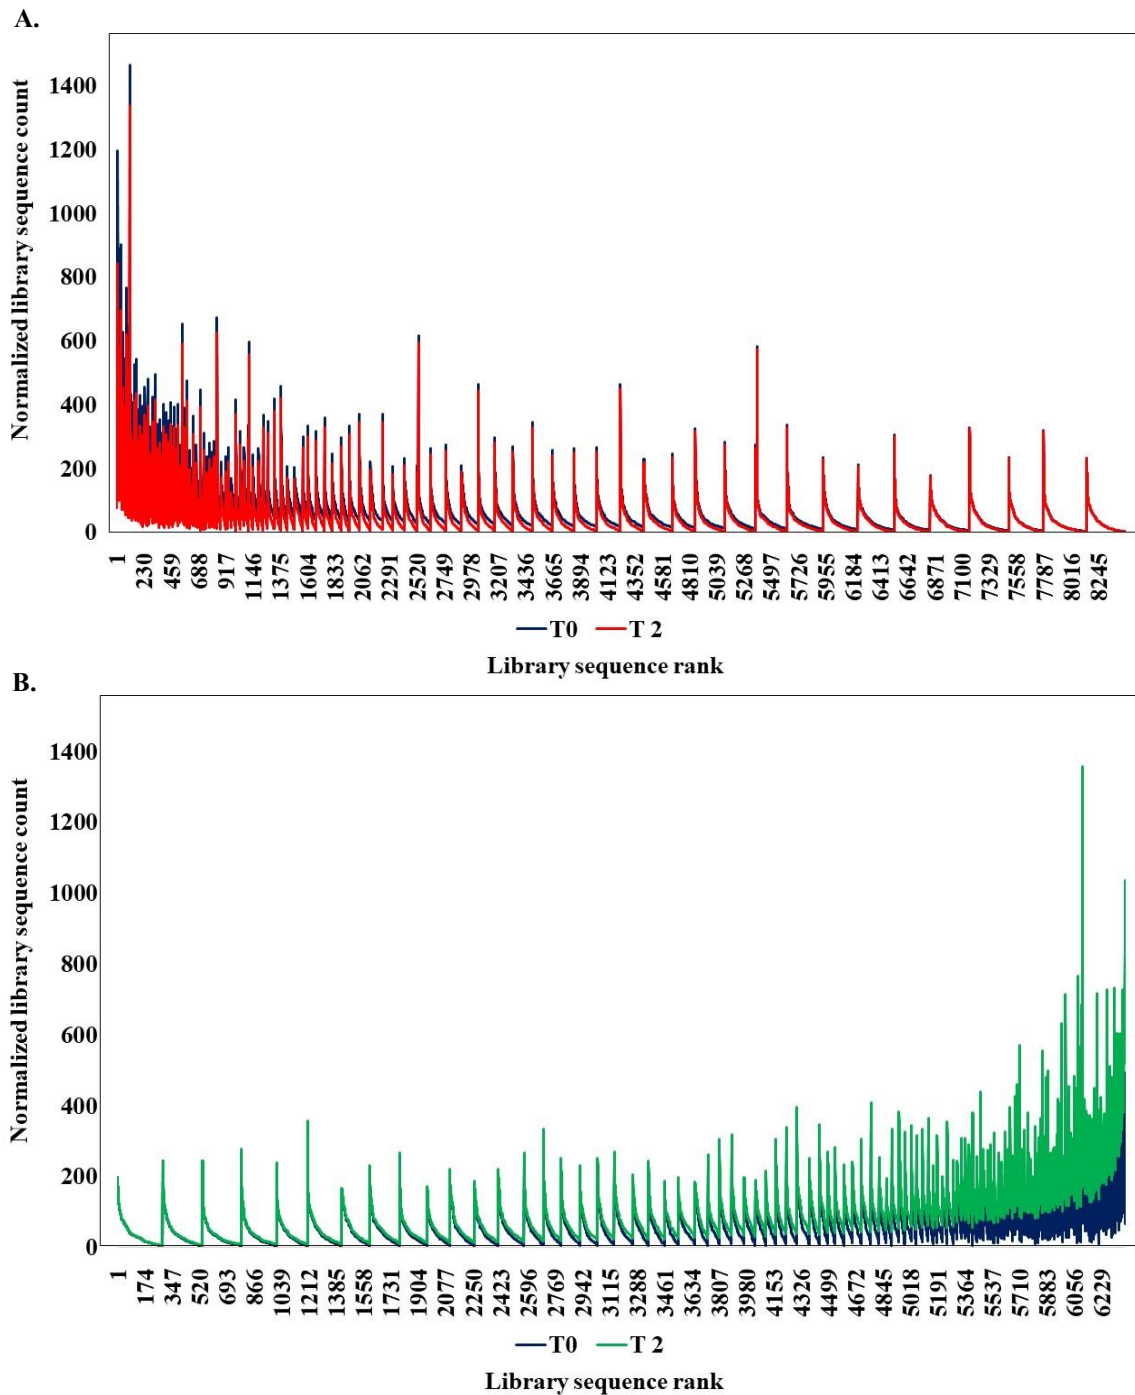 A.
Normalized library sequence count
1400
1200
1000
800
600
400
200
0
1 230 459 688 917 1146 1375 1604 1833 2062 2291 2520 2749 2978 3207 3436 3665 3894 4123 4352 4581 4810 5039 5268 5497 5726 5955 6184 6413 6642 6871 7100 7329 7558 7787 8016 8245
T0 T 2
Library sequence rank
B.
Normalized library sequence count
1400
1200
1000
800
600
400
200
0
1 174 347 520 693 866 1039 1212 1385 1558 1731 1904 2077 2250 2423 2596 2769 2942 3115 3288 3461 3634 3807 3980 4153 4326 4499 4672 4845 5018 5191 5364 5537 5710 5883 6056 6229
T0 T 2
Library sequence rank